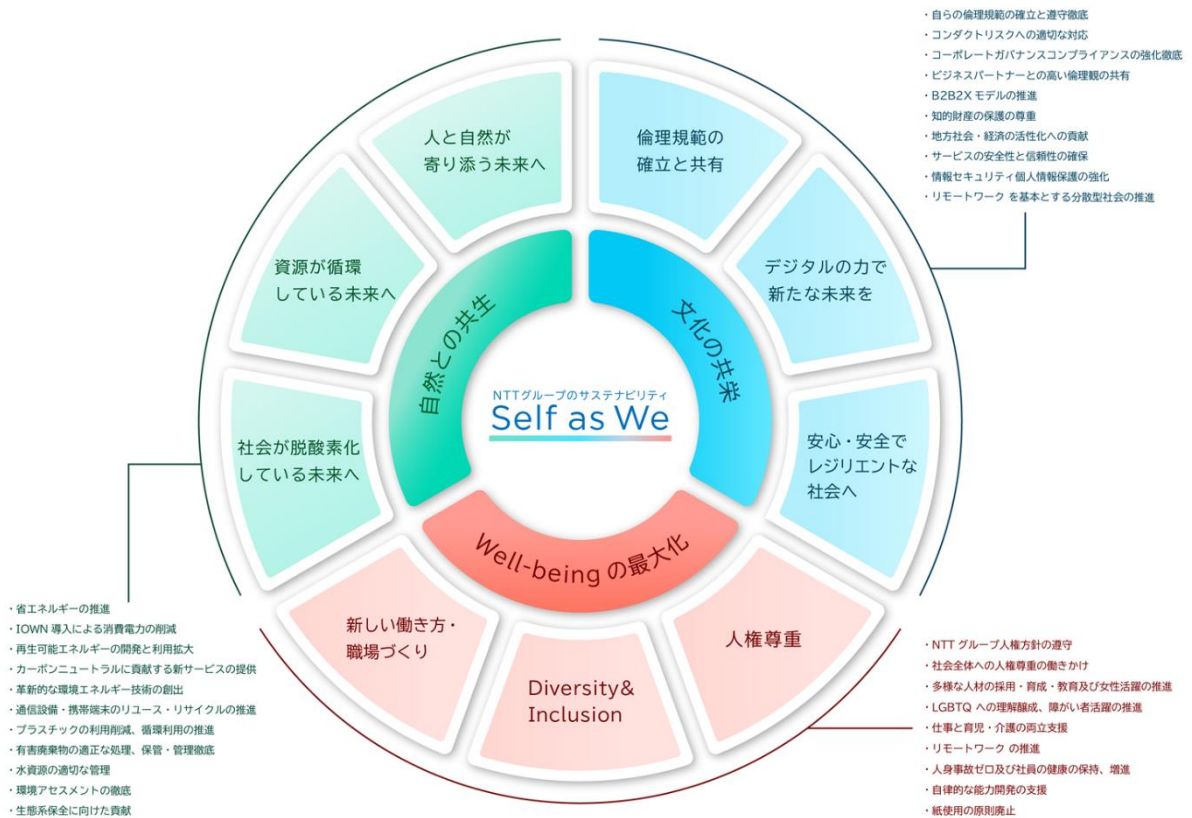 ・自らの倫理規範の確立と遵守徹底
・コンダクトリスクへの適切な対応
・コーポレートガバナンスコンプライアンスの強化徹底
・ビジネスパートナーとの高い倫理観の共有
・B2B2X モデルの推進
・知的財産の保護の尊重
・地方社会・経済の活性化への貢献
・サービスの安全性と信頼性の確保
・情報セキュリティ個人情報保護の強化
・リモートワーク を基本とする分散型社会の推進
人と自然が
寄り添う未来へ
倫理規範の
確立と共有
資源が循環
している未来へ
デジタルの力で
新たな未来を
自然との共生
文化の共栄
NTTグループのサステナビリティ
Self as We
社会が脱酸素化
している未来へ
安心・安全で
レジリエントな
社会へ
Well-being の最大化
新しい働き方・
職場づくり
Diversity&
Inclusion
人権尊重
・省エネルギーの推進
・IOWN 導入による消費電力の削減
・再生可能エネルギーの開発と利用拡大
・カーボンニュートラルに貢献する新サービスの提供
・革新的な環境エネルギー技術の創出
・通信設備・携帯端末のリユース・リサイクルの推進
・プラスチックの利用削減、循環利用の推進
・有害廃棄物の適正な処理、保管・管理徹底
・水資源の適切な管理
・環境アセスメントの徹底
・生態系保全に向けた貢献
・NTT グループ人権方針の遵守
・社会全体への人権尊重の働きかけ
・多様な人材の採用・育成・教育及び女性活躍の推進
・LGBTQ への理解醸成、障がい者活躍の推進
・仕事と育児・介護の両立支援
・リモートワーク の推進
・人身事故ゼロ及び社員の健康の保持、増進
・自律的な能力開発の支援
・紙使用の原則廃止